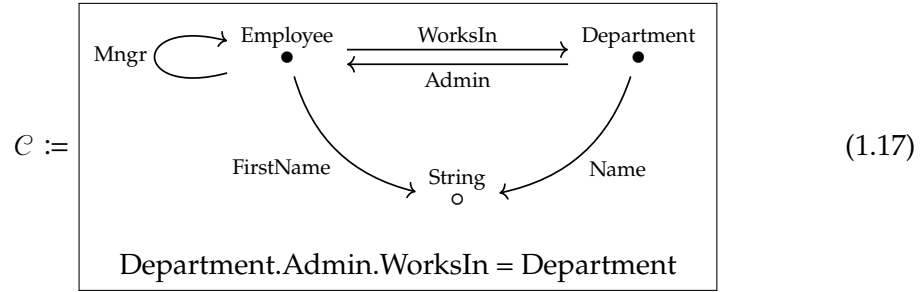 Employee WorksIn Department
Mngr
Admin
𝒞 := (1.17)
FirstName String Name
Department.Admin.WorksIn = Department